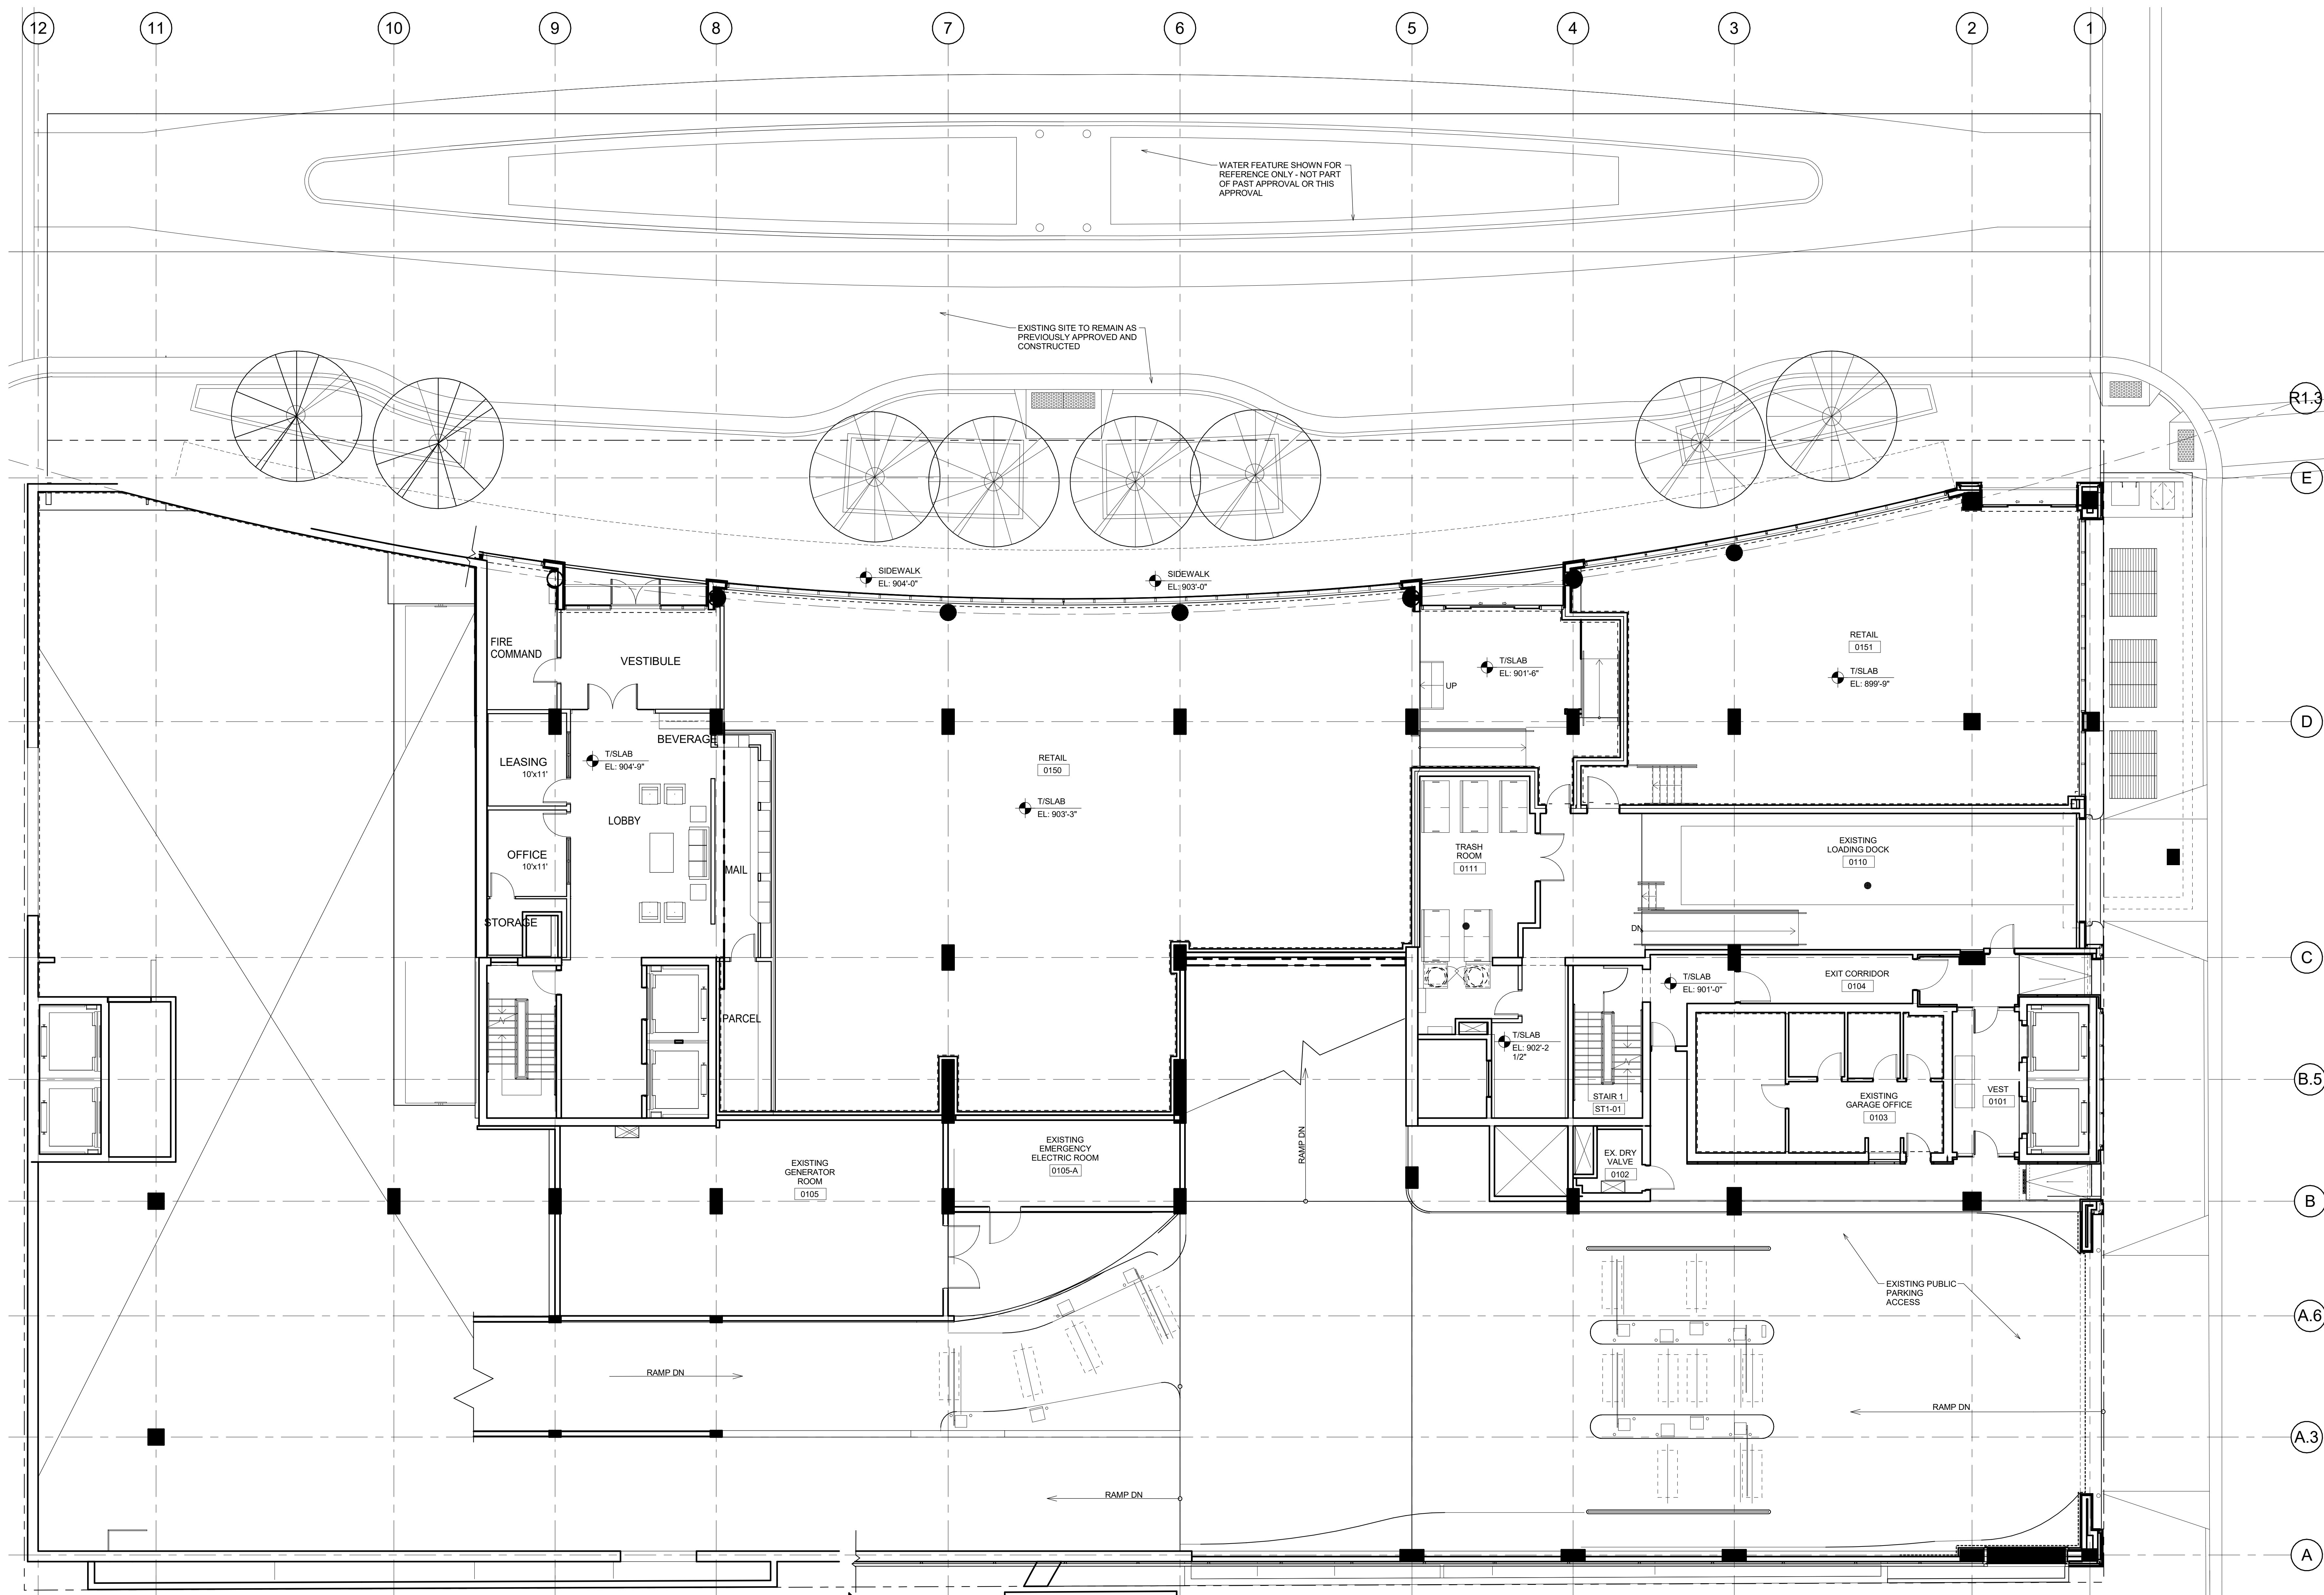 12
11
10
9
8
7
6
5
4
3
2
1
WATER FEATURE SHOWN FOR
REFERENCE ONLY - NOT PART
OF PAST APPROVAL OR THIS
APPROVAL
EXISTING SITE TO REMAIN AS
PREVIOUSLY APPROVED AND
CONSTRUCTED
R1.3
E
SIDEWALK
EL: 904'-0"
SIDEWALK
EL: 903'-0"
FIRE
COMMAND
VESTIBULE
RETAIL
0151
T/SLAB
EL: 901'-6"
T/SLAB
EL: 899'-9"
UP
D
BEVERAGE
LEASING
10'x11'
T/SLAB
EL: 904'-9"
RETAIL
0150
T/SLAB
EL: 903'-3"
LOBBY
OFFICE
10'x11'
MAIL
TRASH
ROOM
0111
EXISTING
LOADING DOCK
0110
STORAGE
DN
C
T/SLAB
EL: 901'-0"
EXIT CORRIDOR
0104
PARCEL
T/SLAB
EL: 902'-2
1/2"
B.5
STAIR 1
ST1-01
EXISTING
GARAGE OFFICE
0103
VEST
0101
RAMP DN
EXISTING
GENERATOR
ROOM
0105
EXISTING
EMERGENCY
ELECTRIC ROOM
0105-A
EX. DRY
VALVE
0102
B
EXISTING PUBLIC
PARKING
ACCESS
A.6
RAMP DN
RAMP DN
A.3
RAMP DN
A